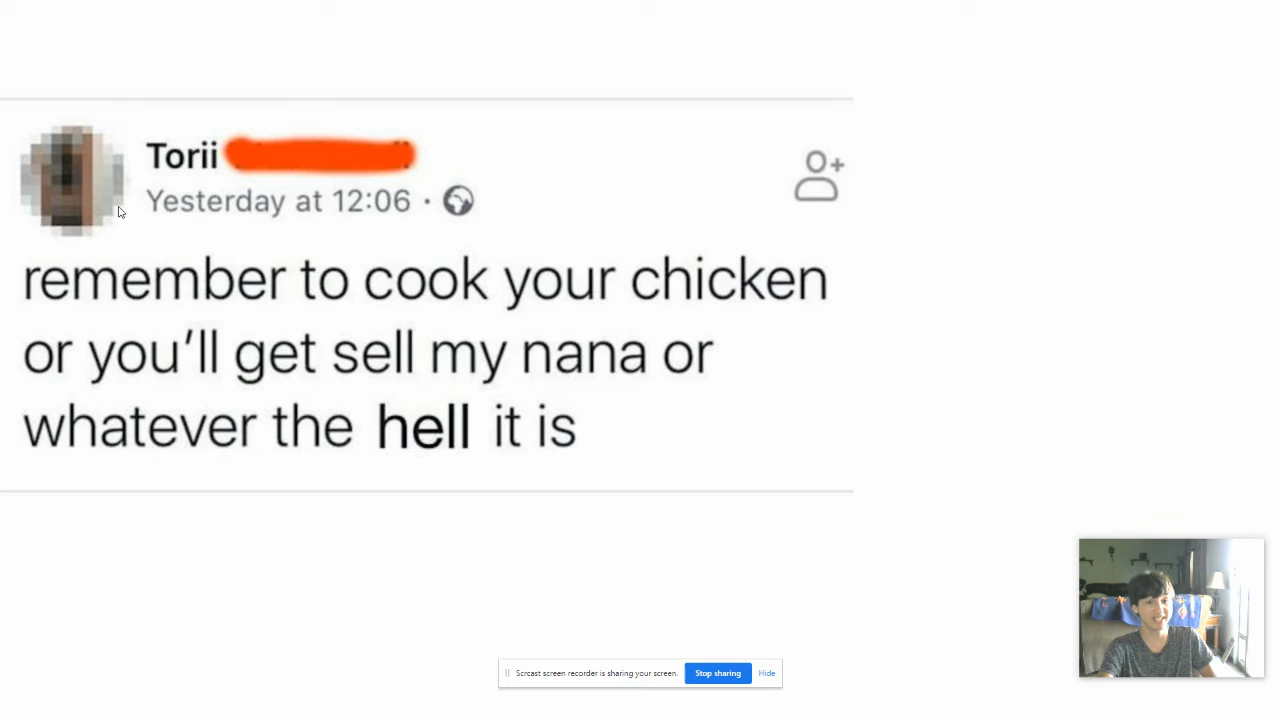 Torii
Yesterday at 12:06 ·
remember to cook your chicken
or you'll get sell my nana or
whatever the hell it is
Scrcast screen recorder is sharing your screen.
Stop sharing
Hide